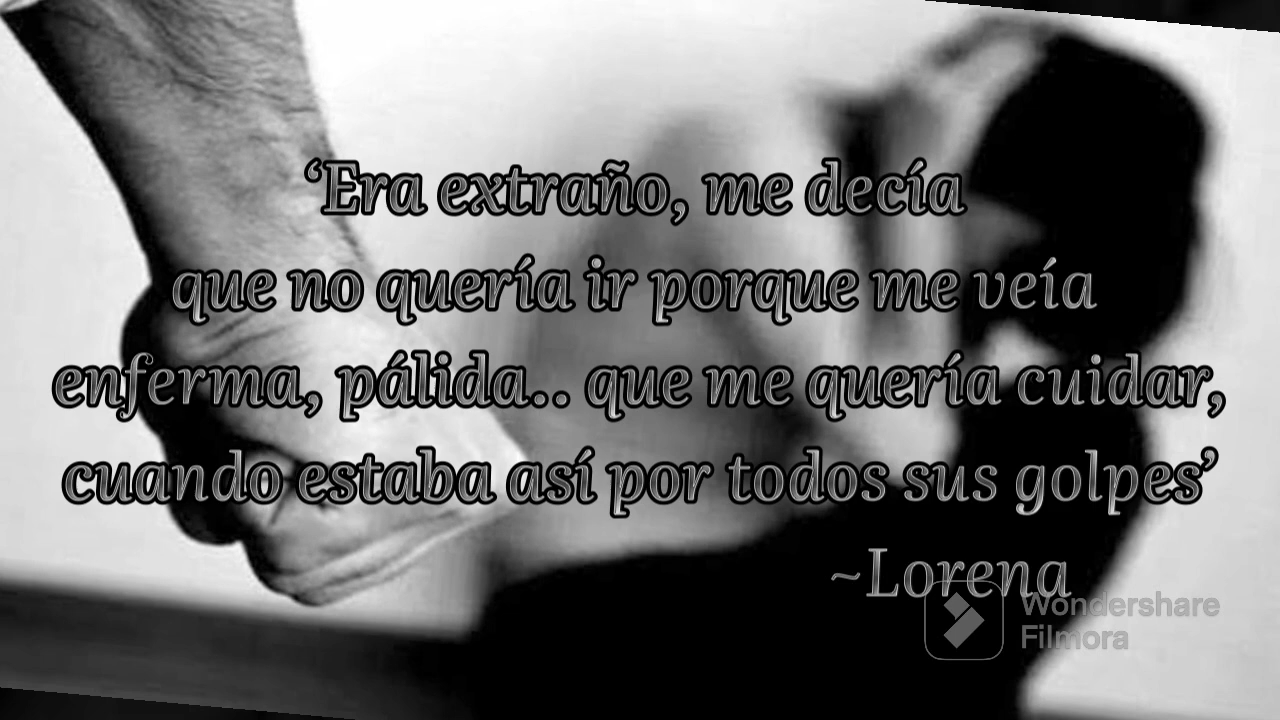 ‘Era extraño, me decía
que no quería ir porque me veía
enferma, pálida.. que me quería cuidar,
cuando estaba así por todos sus golpes’
~Lorena
Wondershare
Filmora